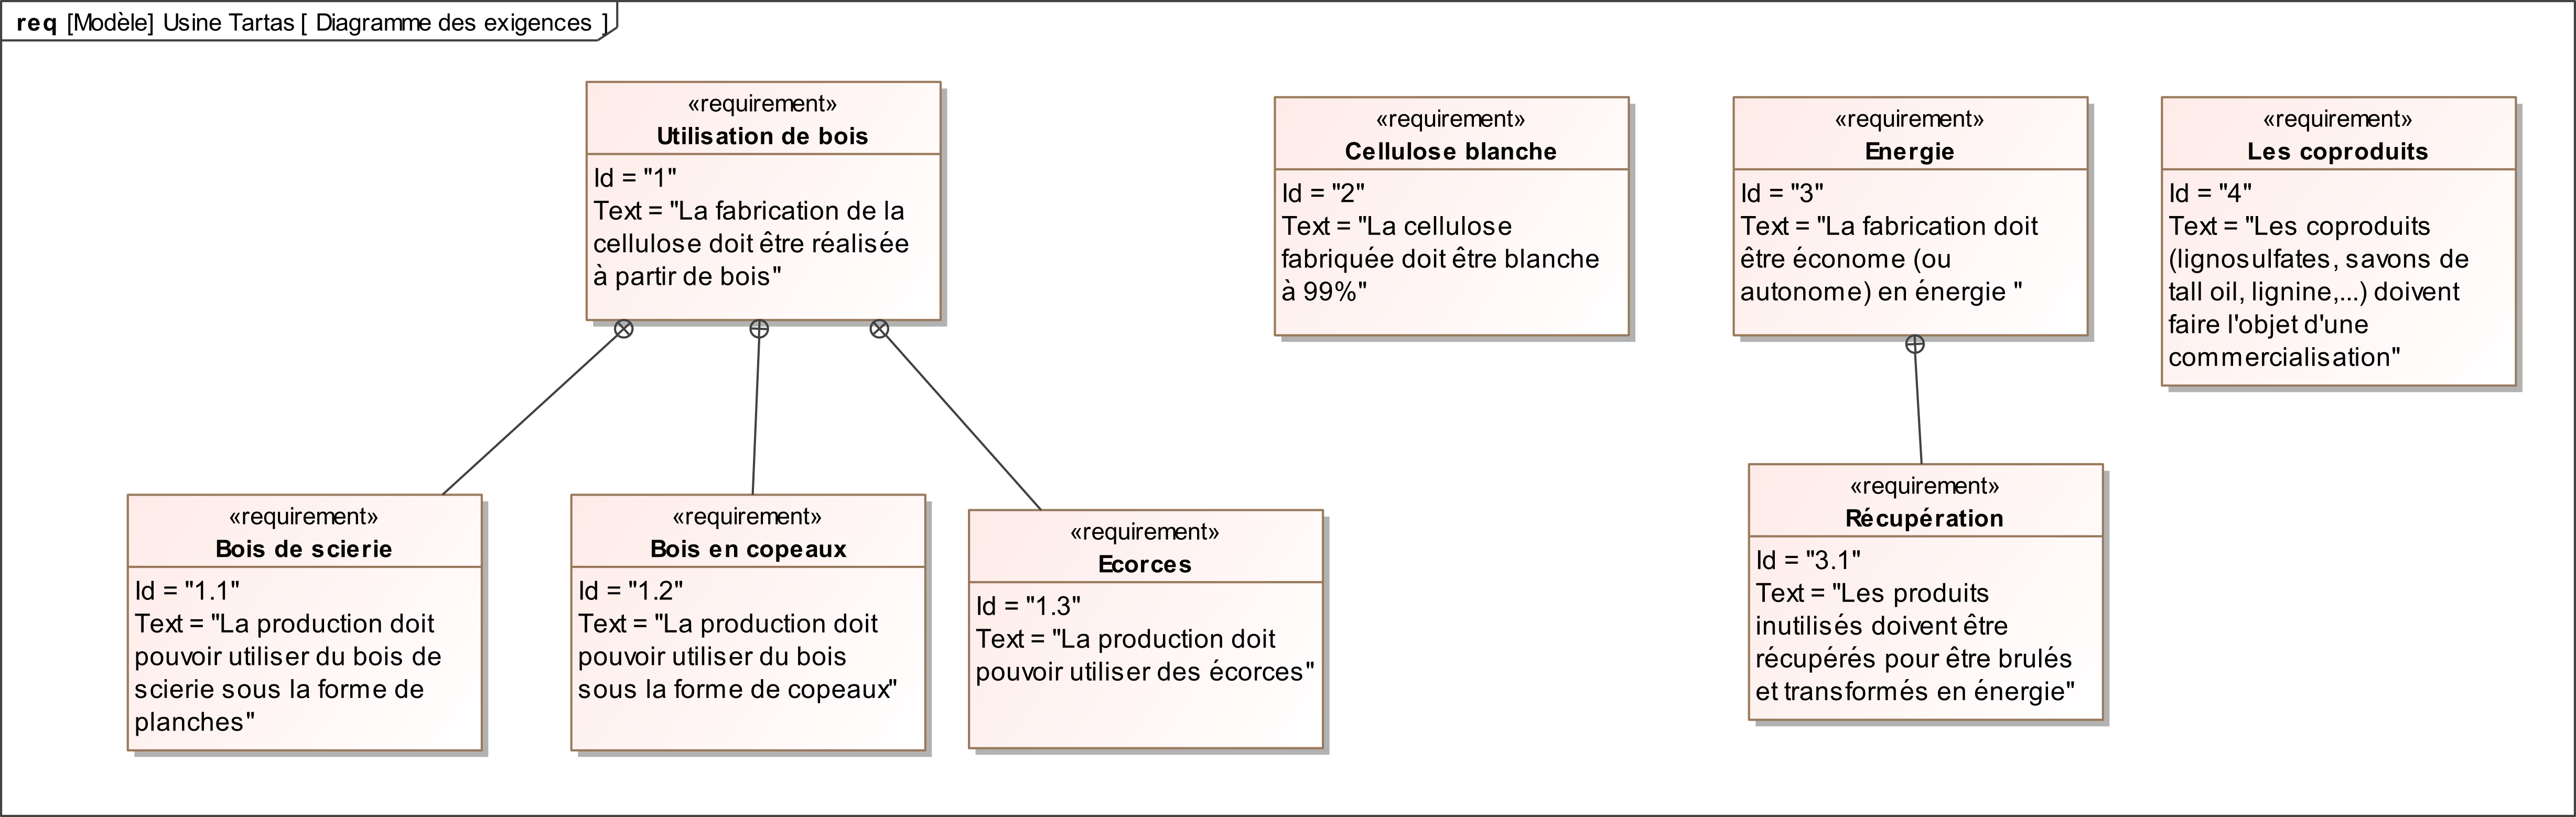 req [Modèle] Usine Tartas [ Diagramme des exigences ]
«requirement»
Utilisation de bois
Id = "1"
Text = "La fabrication de la
cellulose doit être réalisée
à partir de bois"
«requirement»
Cellulose blanche
Id = "2"
Text = "La cellulose
fabriquée doit être blanche
à 99%"
«requirement»
Energie
Id = "3"
Text = "La fabrication doit
être économe (ou
autonome) en énergie "
«requirement»
Les coproduits
Id = "4"
Text = "Les coproduits
(lignosulfates, savons de
tall oil, lignine,...) doivent
faire l'objet d'une
commercialisation"
«requirement»
Bois de scierie
Id = "1.1"
Text = "La production doit
pouvoir utiliser du bois de
scierie sous la forme de
planches"
«requirement»
Bois en copeaux
Id = "1.2"
Text = "La production doit
pouvoir utiliser du bois
sous la forme de copeaux"
«requirement»
Ecorces
Id = "1.3"
Text = "La production doit
pouvoir utiliser des écorces"
«requirement»
Récupération
Id = "3.1"
Text = "Les produits
inutilisés doivent être
récupérés pour être brulés
et transformés en énergie"